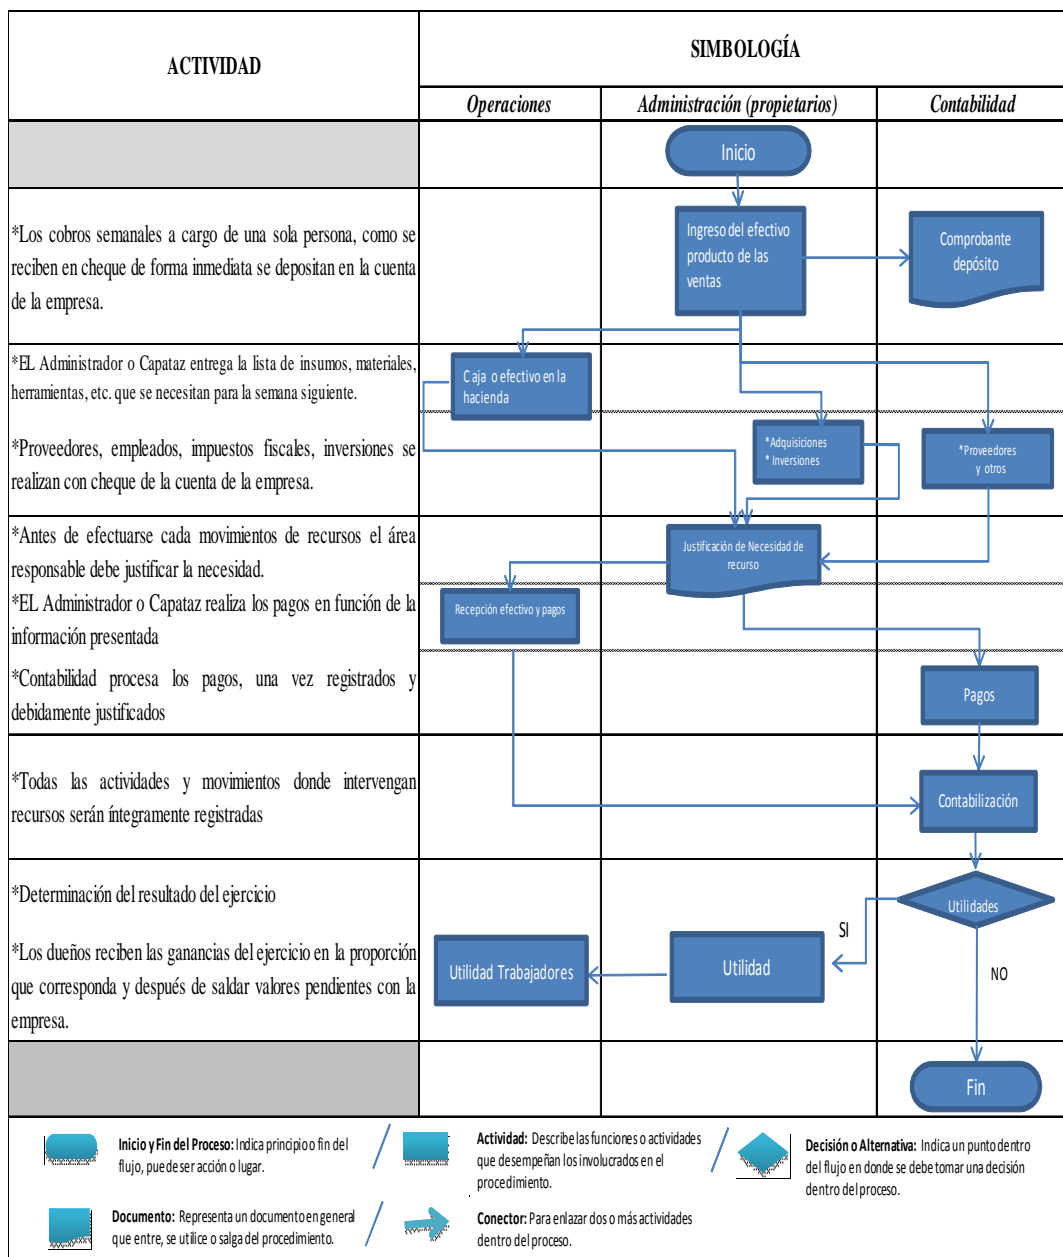 ACTIVIDAD
SIMBOLOGÍA
Operaciones
Administración (propietarios)
Contabilidad
Inicio
*Los cobros semanales a cargo de una sola persona, como se
reciben en cheque de forma inmediata se depositan en la cuenta
de la empresa.
Ingreso del efectivo
producto de las
ventas
Comprobante
depósito
*EL Administrador o Capataz entrega la lista de insumos, materiales,
herramientas, etc. que se necesitan para la semana siguiente.
Caja o efectivo en la
hacienda
*Proveedores, empleados, impuestos fiscales, inversiones se
realizan con cheque de la cuenta de la empresa.
*Adquisiciones
* Inversiones
*Proveedores
y otros
*Antes de efectuarse cada movimientos de recursos el área
responsable debe justificar la necesidad.
Justificación de Necesidad de
recurso
*EL Administrador o Capataz realiza los pagos en función de la
información presentada
Recepción efectivo y pagos
*Contabilidad procesa los pagos, una vez registrados y
debidamente justificados
Pagos
*Todas las actividades y movimientos donde intervengan
recursos serán íntegramente registradas
Contabilización
*Determinación del resultado del ejercicio
Utilidades
SI
NO
*Los dueños reciben las ganancias del ejercicio en la proporción
que corresponda y después de saldar valores pendientes con la
empresa.
Utilidad Trabajadores
Utilidad
Fin
Inicio y Fin del Proceso: Indica principio o fin del
flujo, puede ser acción o lugar.
Actividad: Describe las funciones o actividades
que desempeñan los involucrados en el
procedimiento.
Decisión o Alternativa: Indica un punto dentro
del flujo en donde se debe tomar una decisión
dentro del proceso.
Documento: Representa un documento en general
que entre, se utilice o salga del procedimiento.
Conector: Para enlazar dos o más actividades
dentro del proceso.